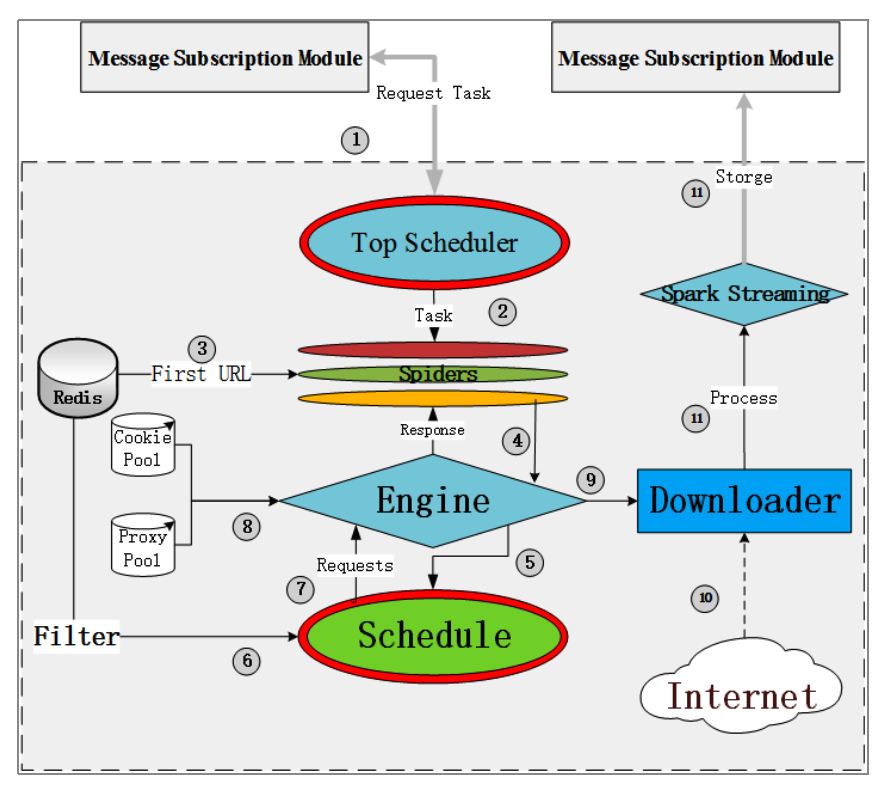 Message Subscription Module
Message Subscription Module
Request Task
1
Storge
11
Top Scheduler
Spark Streaming
2
Task
3
First URL
Spiders
Redis
Process
11
Response
4
Cookie
Pool
9
Engine
Downloader
8
Proxy
Pool
5
Requests
7
10
Filter
Schedule
6
Internet